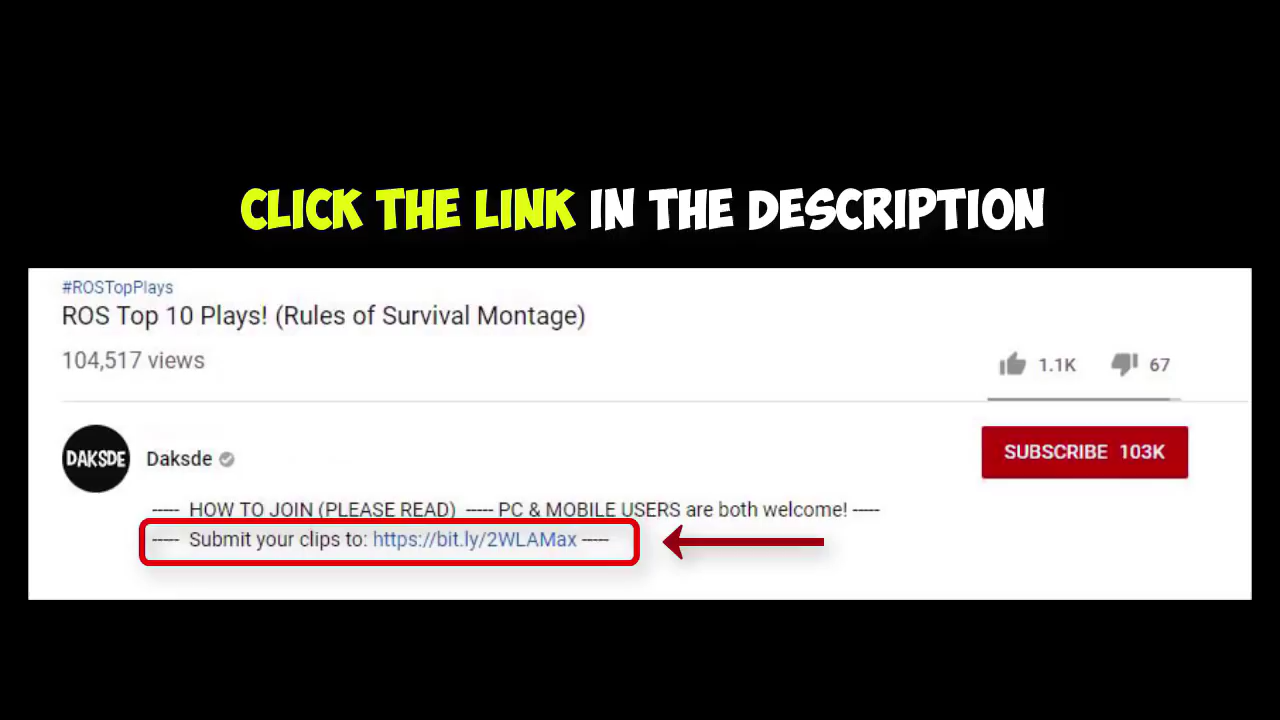 CLICK THE LINK IN THE DESCRIPTION
#ROSTopPlays
ROS Top 10 Plays! (Rules of Survival Montage)
104,517 views
1.1K 67
DAKSDE Daksde
SUBSCRIBE 103K
----- HOW TO JOIN (PLEASE READ) ----- PC & MOBILE USERS are both welcome! -----
----- Submit your clips to: https://bit.ly/2WLAMax -----